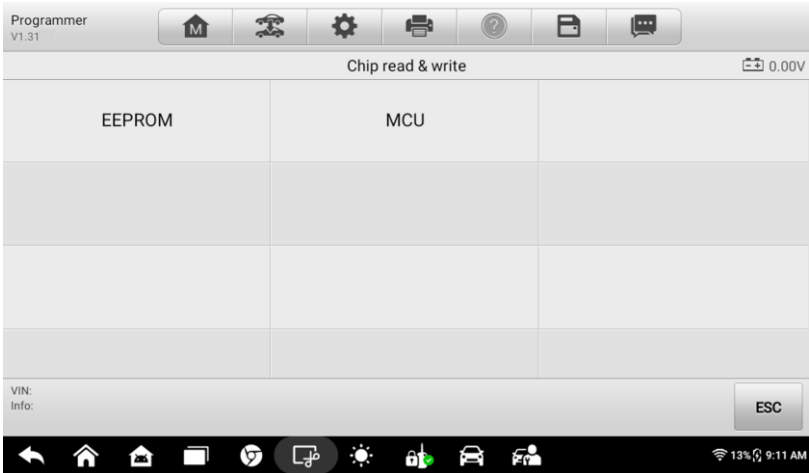 Programmer
V1.31
M
?
Chip read & write
0.00V
EEPROM
MCU
VIN:
Info:
ESC
13% 9:11 AM